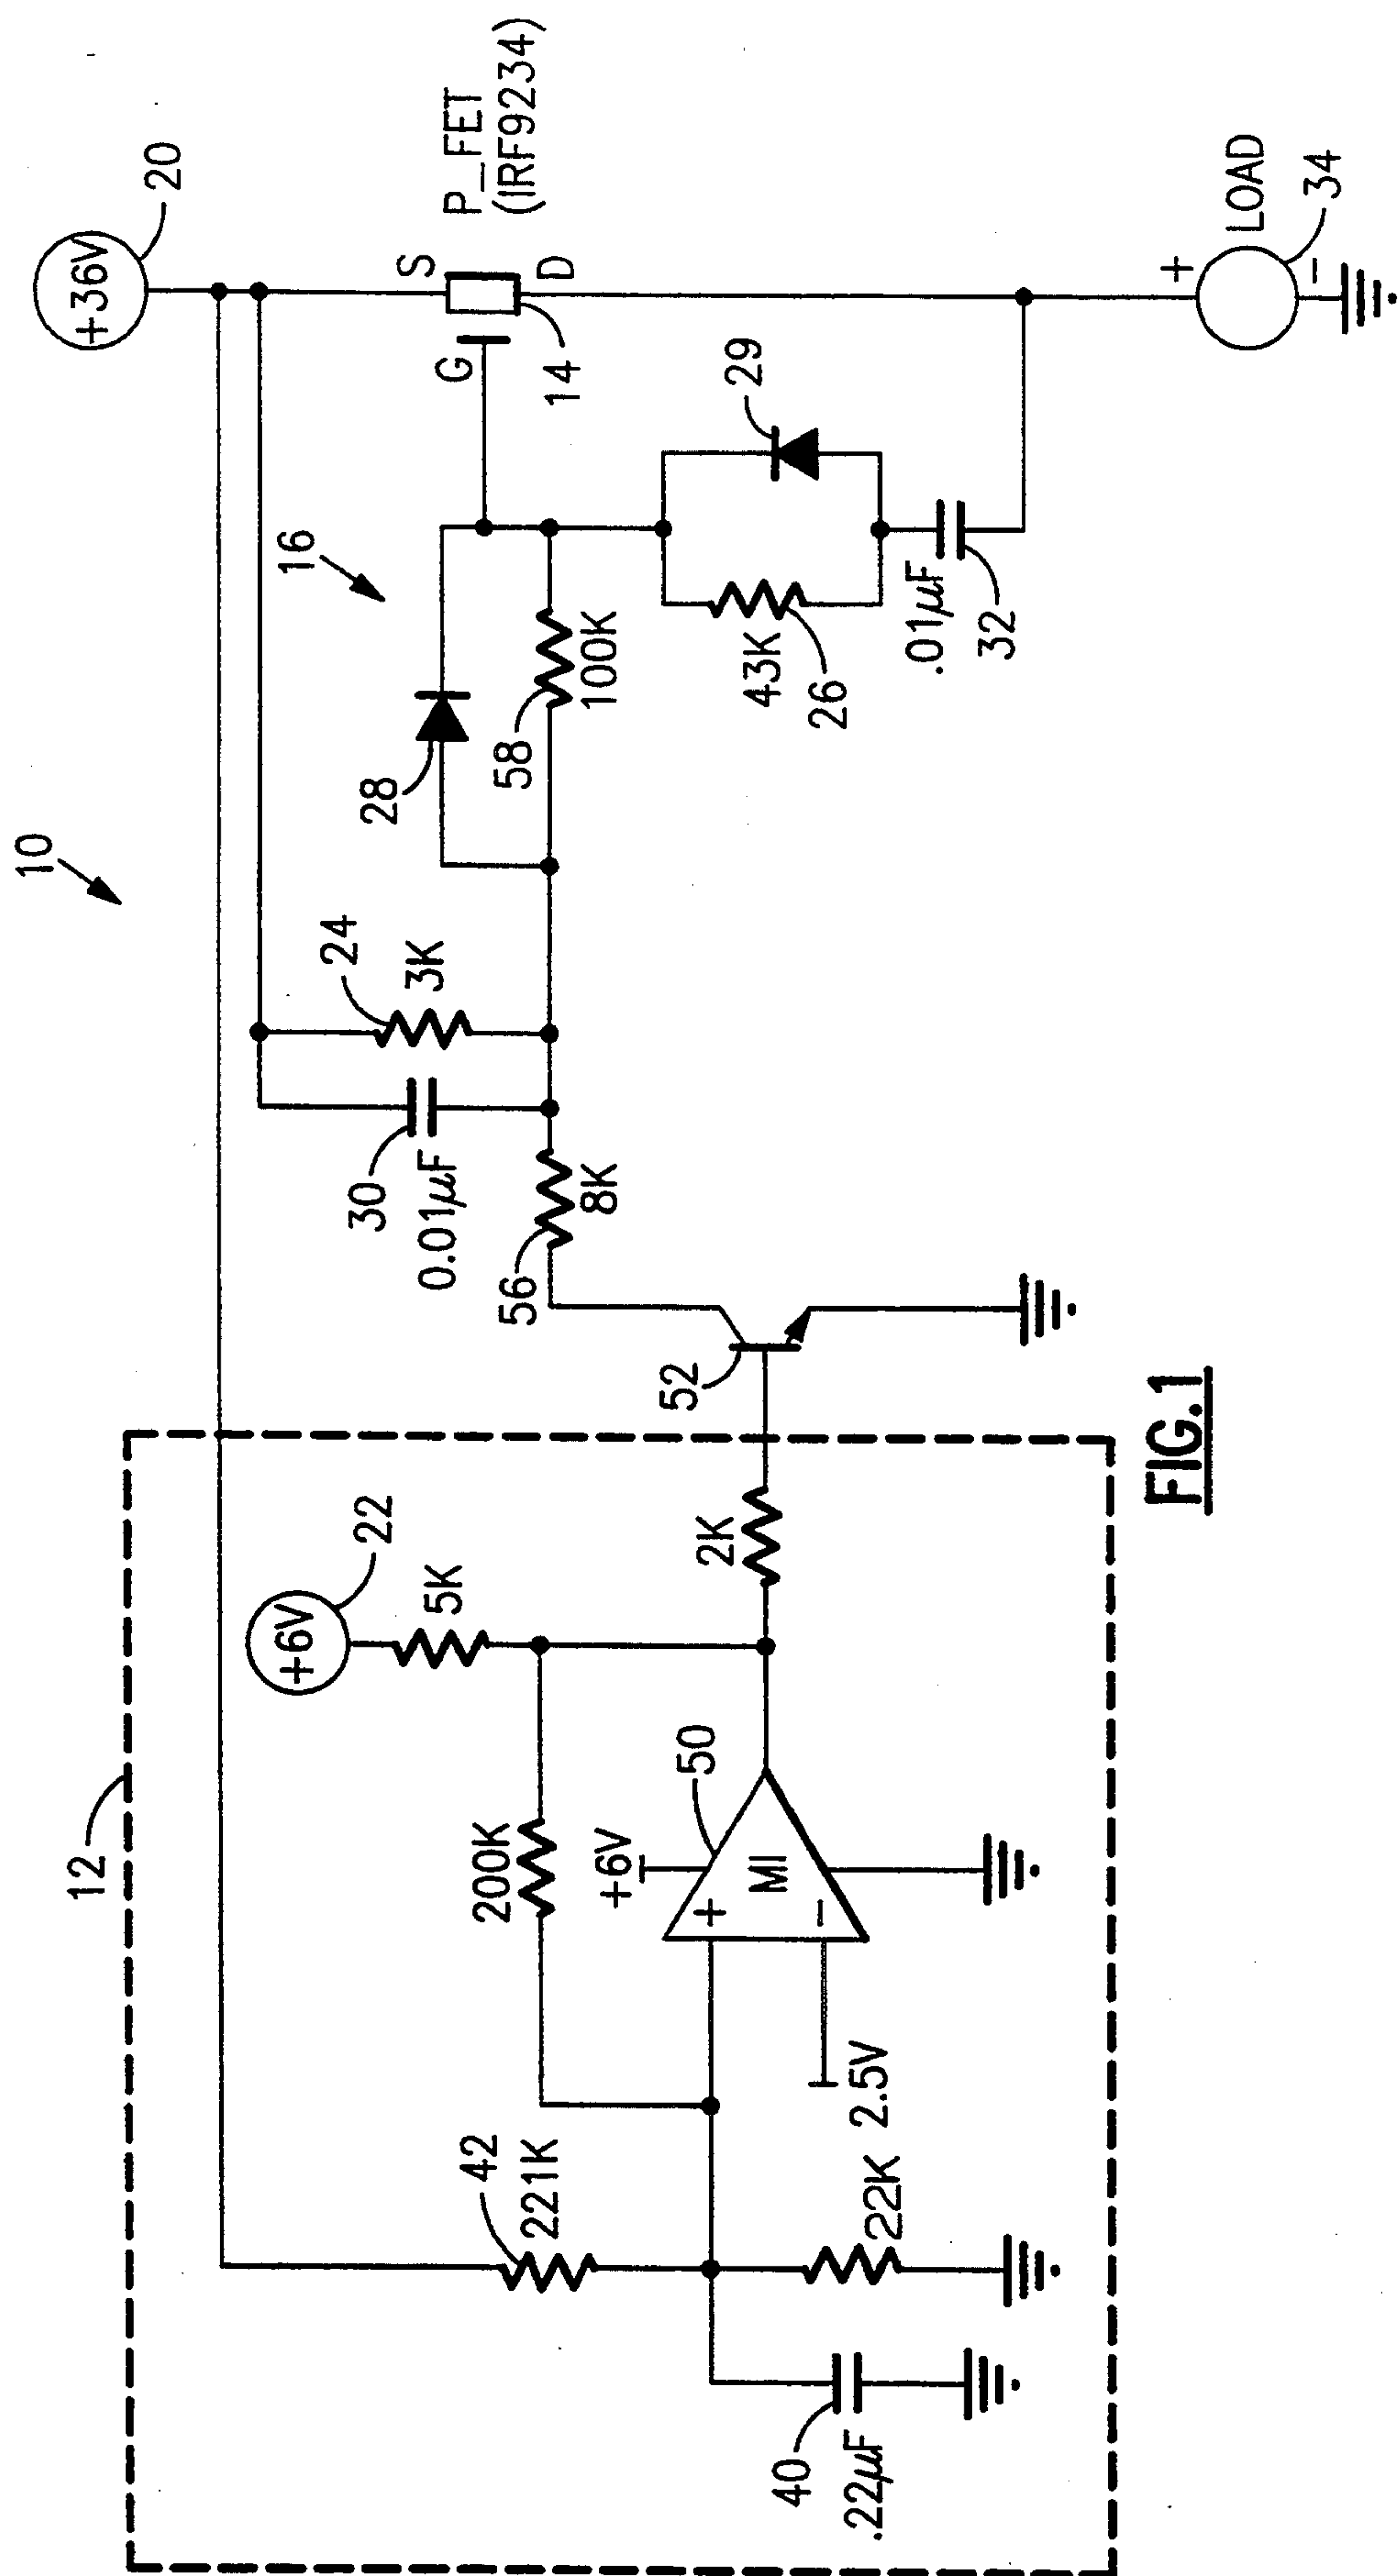 10
12
+36V
20
S
P_FET
(IRF9234)
G
D
14
16
28
58
100K
29
43K
26
.01µF
32
+
LOAD
-
34
24
3K
30
0.01µF
56
8K
52
+6V
22
5K
2K
200K
+6V
50
+
MI
-
2.5V
42
221K
22K
40
.22µF
FIG.1